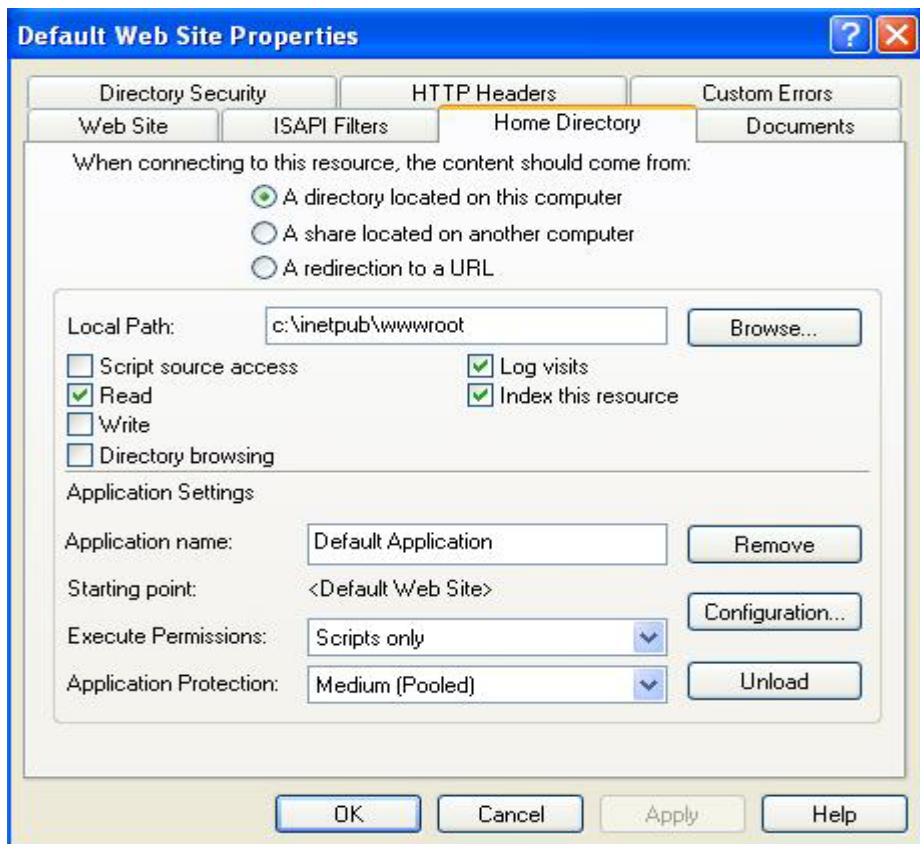 Default Web Site Properties
Directory Security HTTP Headers Custom Errors
Web Site ISAPI Filters Home Directory Documents
When connecting to this resource, the content should come from:
A directory located on this computer
A share located on another computer
A redirection to a URL
Local Path: c:\inetpub\wwwroot Browse...
Script source access Log visits
Read Index this resource
Write
Directory browsing
Application Settings
Application name: Default Application Remove
Starting point: <Default Web Site>
Configuration...
Execute Permissions: Scripts only
Application Protection: Medium (Pooled) Unload
OK Cancel Apply Help